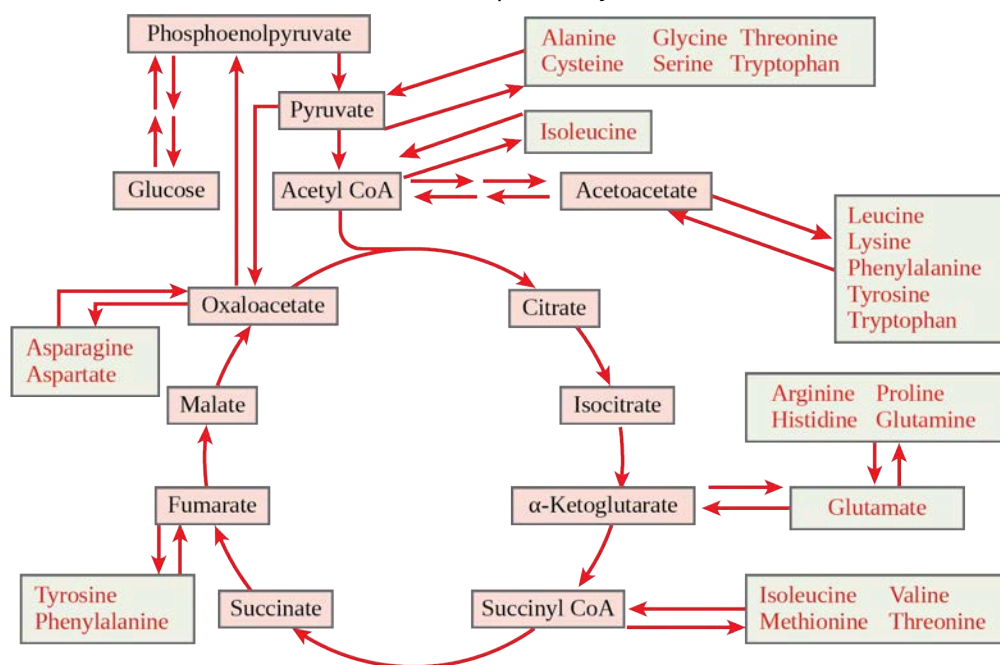 Phosphoenolpyruvate
Alanine Glycine Threonine
Cysteine Serine Tryptophan
Pyruvate
Isoleucine
Glucose
Acetyl CoA
Acetoacetate
Leucine
Lysine
Phenylalanine
Tyrosine
Tryptophan
Oxaloacetate
Citrate
Asparagine
Aspartate
Malate
Isocitrate
Arginine Proline
Histidine Glutamine
Fumarate
α-Ketoglutarate
Glutamate
Tyrosine
Phenylalanine
Succinate
Succinyl CoA
Isoleucine Valine
Methionine Threonine